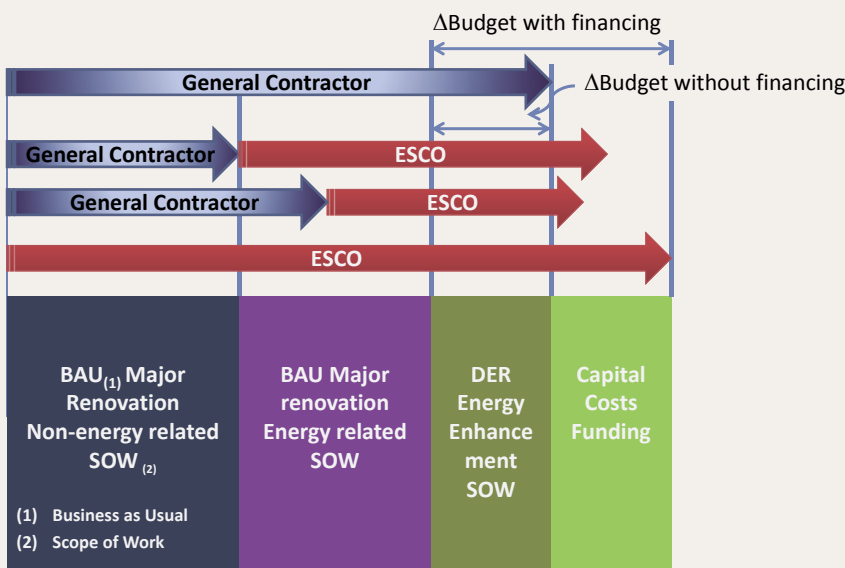 ΔBudget with financing
General Contractor
ΔBudget without financing
General Contractor
ESCO
General Contractor
ESCO
ESCO
BAU(1) Major
Renovation
Non-energy related
SOW (2)
(1) Business as Usual
(2) Scope of Work
BAU Major
renovation
Energy related
SOW
DER
Energy
Enhance
ment
SOW
Capital
Costs
Funding